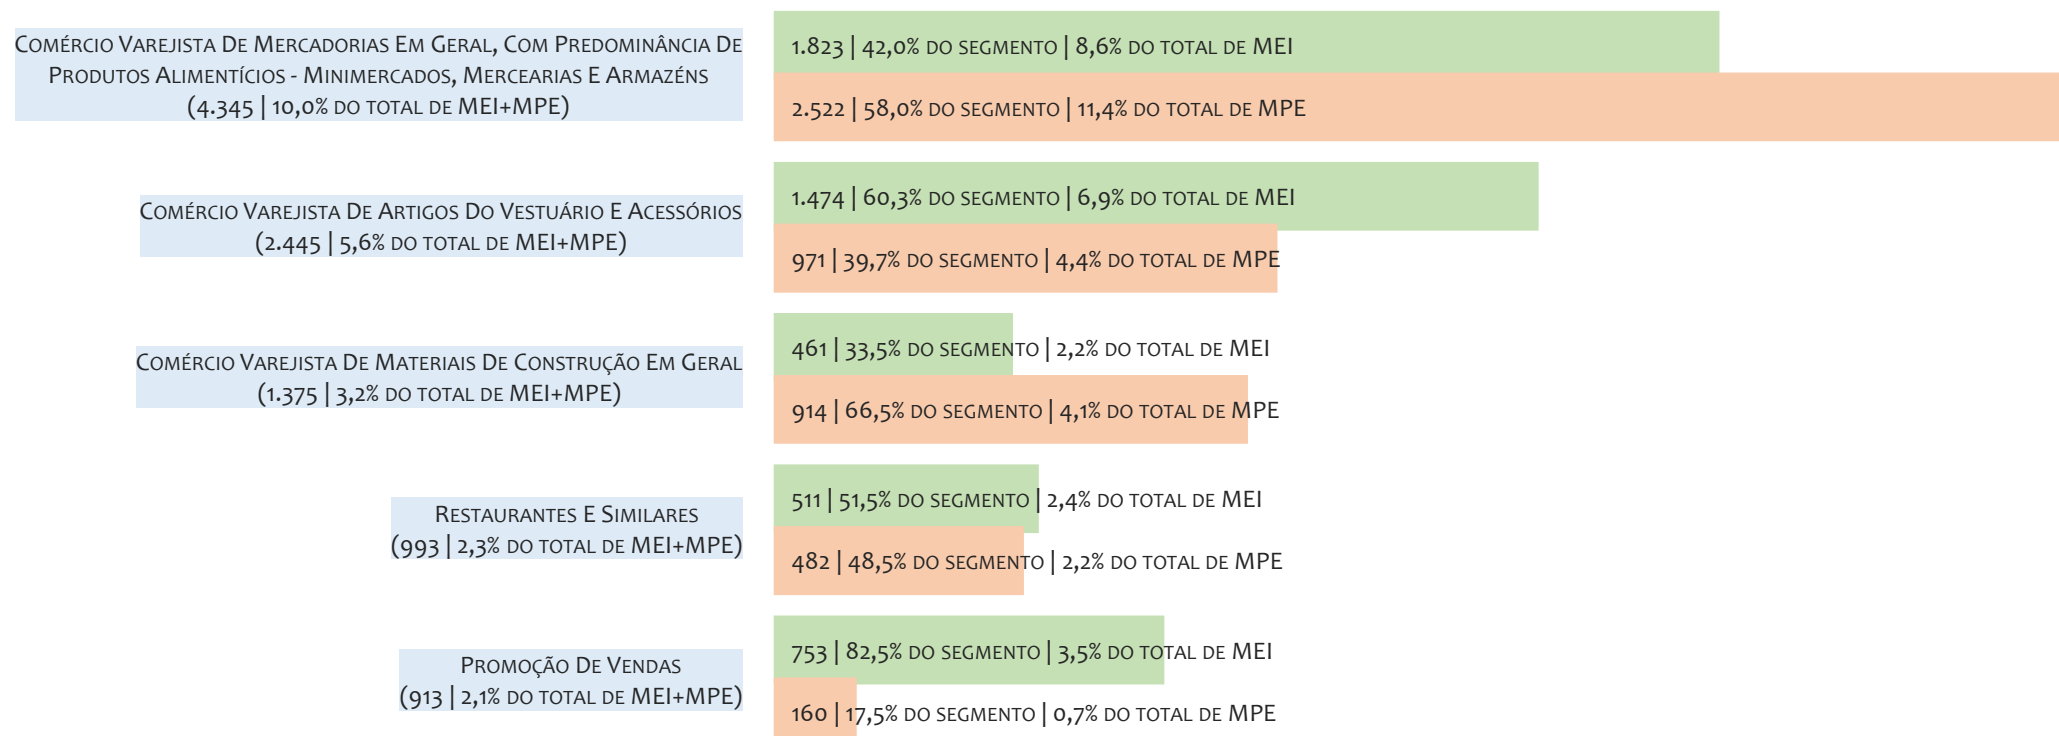 Comércio Varejista De Mercadorias Em Geral, Com Predominância De
Produtos Alimentícios - Minimercados, Mercearias E Armazéns
(4.345 | 10,0% do total de MEI+MPE)
1.823 | 42,0% do segmento | 8,6% do total de MEI
2.522 | 58,0% do segmento | 11,4% do total de MPE
Comércio Varejista De Artigos Do Vestuário E Acessórios
(2.445 | 5,6% do total de MEI+MPE)
1.474 | 60,3% do segmento | 6,9% do total de MEI
971 | 39,7% do segmento | 4,4% do total de MPE
Comércio Varejista De Materiais De Construção Em Geral
(1.375 | 3,2% do total de MEI+MPE)
461 | 33,5% do segmento | 2,2% do total de MEI
914 | 66,5% do segmento | 4,1% do total de MPE
Restaurantes E Similares
(993 | 2,3% do total de MEI+MPE)
511 | 51,5% do segmento | 2,4% do total de MEI
482 | 48,5% do segmento | 2,2% do total de MPE
Promoção De Vendas
(913 | 2,1% do total de MEI+MPE)
753 | 82,5% do segmento | 3,5% do total de MEI
160 | 17,5% do segmento | 0,7% do total de MPE